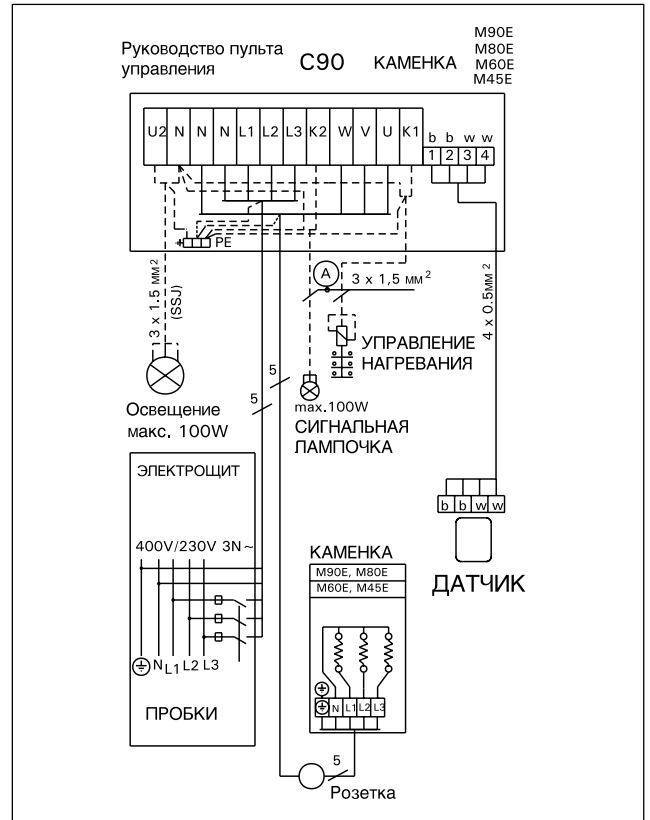 Руководство пульта
управления
C90
КАМЕНКА
M90E
M80E
M60E
M45E
U2 N N N L1 L2 L3 K2 W V U K1
b b w w
1 2 3 4
PE
3 x 1.5 мм²
(SSJ)
A
3 x 1,5 мм²
4 x 0.5мм²
УПРАВЛЕНИЕ
НАГРЕВАНИЯ
Освещение
макс. 100W
5
5
max.100W
СИГНАЛЬНАЯ
ЛАМПОЧКА
ЭЛЕКТРОЩИТ
400V/230V 3N~
N L1 L2 L3
ПРОБКИ
b b w w
ДАТЧИК
КАМЕНКА
M90E, M80E
M60E, M45E
N L1 L2 L3
5
Розетка